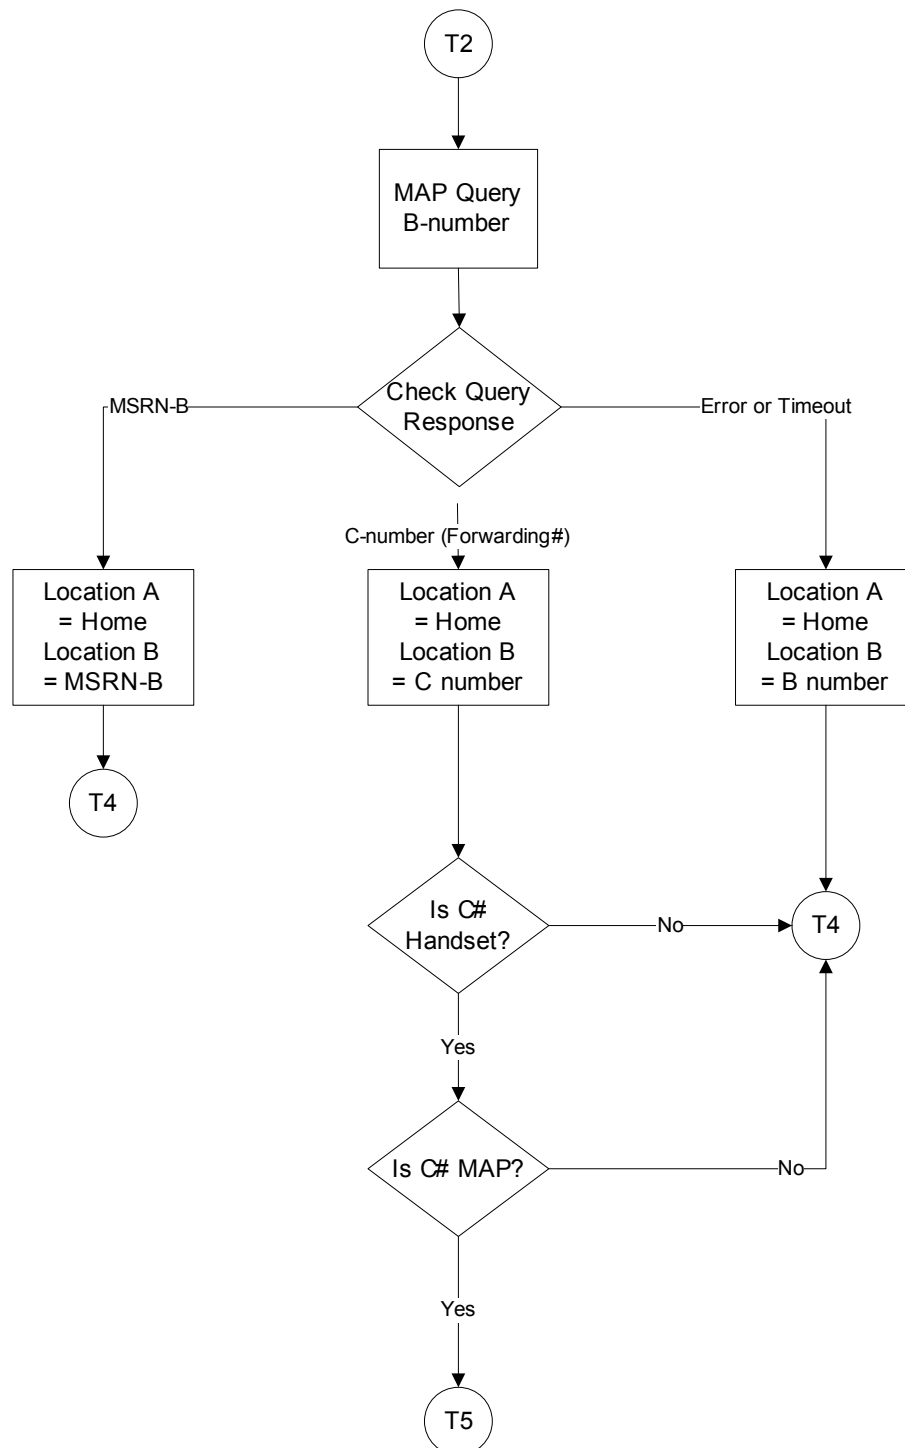 T2
MAP Query
B-number
Check Query
Response
MSRN-B
Error or Timeout
C-number (Forwarding#)
Location A
= Home
Location B
= MSRN-B
Location A
= Home
Location B
= C number
Location A
= Home
Location B
= B number
T4
Is C#
Handset?
No
T4
Yes
Is C# MAP?
No
Yes
T5